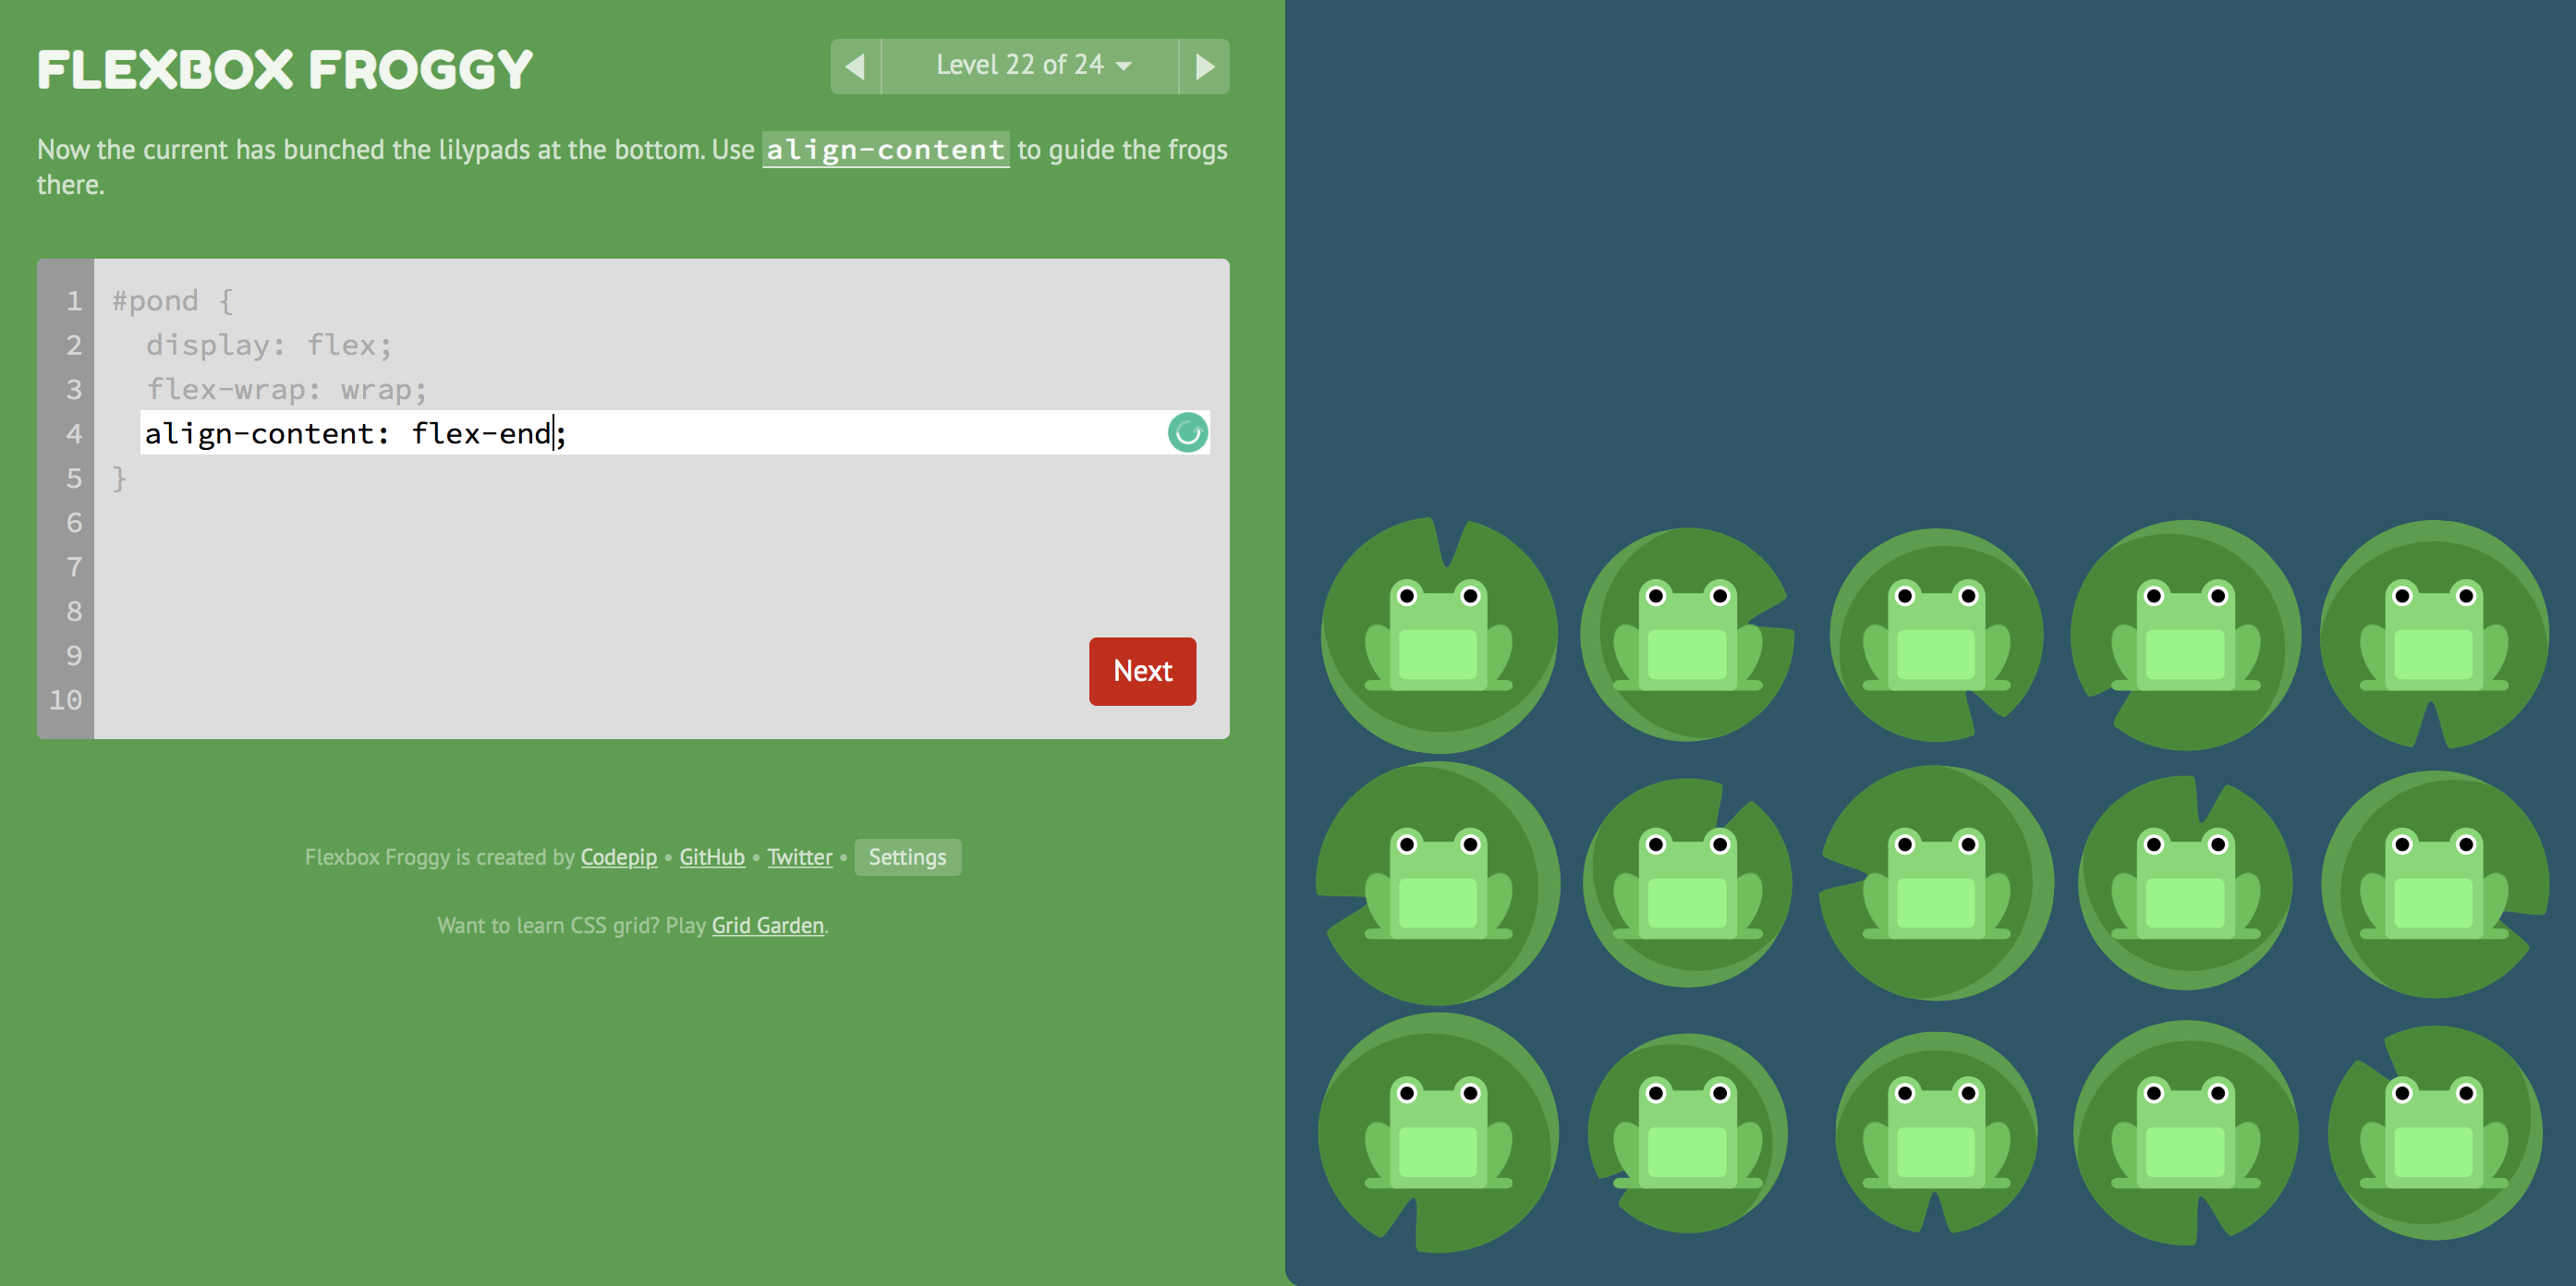 FLEXBOX FROGGY
Level 22 of 24
Now the current has bunched the lilypads at the bottom. Use align-content to guide the frogs
there.
1 #pond {
2 display: flex;
3 flex-wrap: wrap;
4 align-content: flex-end;
5 }
6
7
8
9
10
Next
Flexbox Froggy is created by Codepip • GitHub • Twitter • Settings
Want to learn CSS grid? Play Grid Garden.